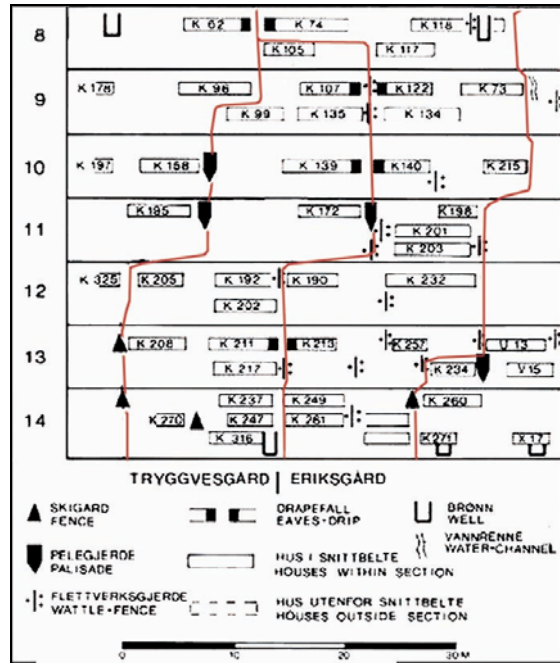 8 K 62 K 74 K 118
K 105 K 117
9 K 178 K 96 K 107 K 122 K 73
K 99 K 135 K 134
10 K 197 K 158 K 139 K 140 K 215
11 K 195 K 172 K 198
K 201
K 203
12 K 325 K 205 K 192 K 190 K 232
K 202
13 K 208 K 211 K 213 K 257 U 13
K 217 K 234 V 15
14 K 237 K 249 K 260
K 270 K 247 K 261
K 316 K 271 X 17
TRYGGVESGÅRD | ERIKSGÅRD
SKIGARD
FENCE
DRAPEFALL
EAVES-DRIP
BRØNN
WELL
VANNRENNE
WATER-CHANNEL
PELEGJERDE
PALISADE
HUS I SNITTBELTE
HOUSES WITHIN SECTION
FLETTVERKSGJERDE
WATTLE-FENCE
HUS UTENFOR SNITTBELTE
HOUSES OUTSIDE SECTION
0 10 20 30 M